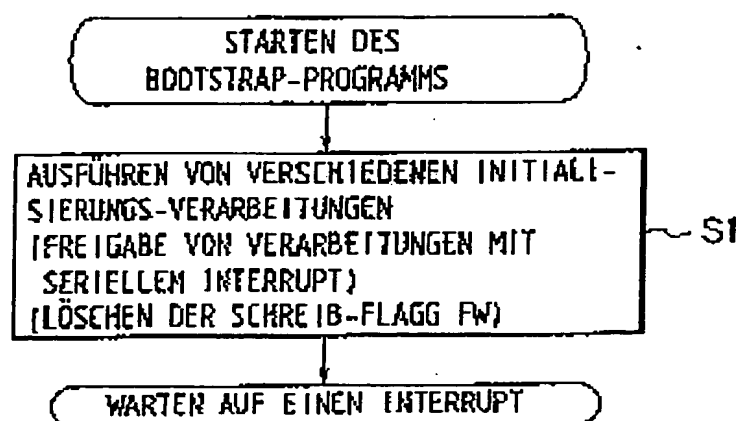 STARTEN DES
BOOTSTRAP-PROGRAMMS
AUSFÜHREN VON VERSCHIEDENEN INITIALI-
SIERUNGS-VERARBEITUNGEN
(FREIGABE VON VERARBEITUNGEN MIT
SERIELLEM INTERRUPT)
(LÖSCHEN DER SCHREIB-FLAGG FW)
S1
WARTEN AUF EINEN INTERRUPT